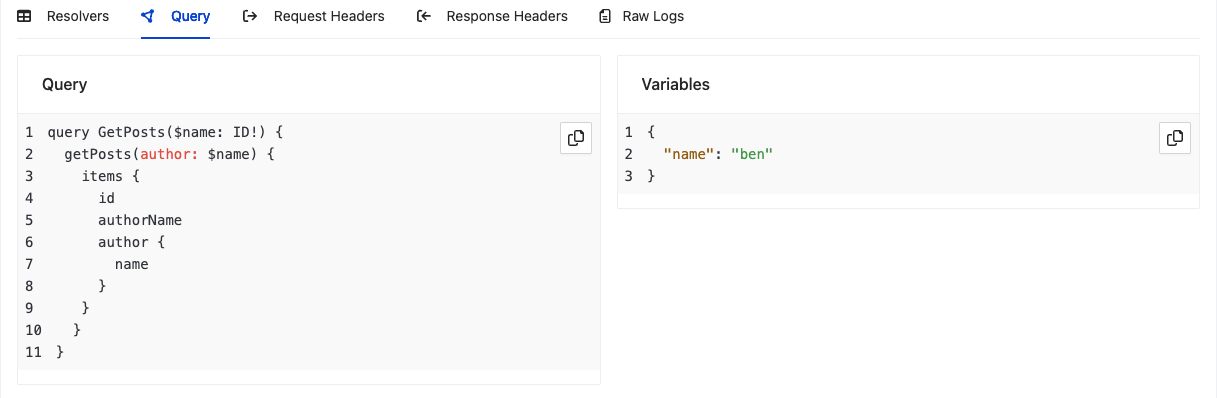 Resolvers Query Request Headers Response Headers Raw Logs
Query
1 query GetPosts($name: ID!) {
2   getPosts(author: $name) {
3     items {
4       id
5       authorName
6       author {
7         name
8       }
9     }
10   }
11 }
Variables
1 {
2   "name": "ben"
3 }